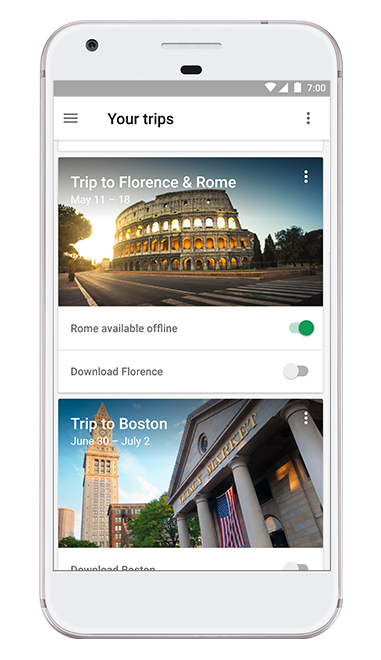 7:00
Your trips
Trip to Florence & Rome
May 11 – 18
Rome available offline
Download Florence
Trip to Boston
June 30 – July 2
MARKET
Download Boston